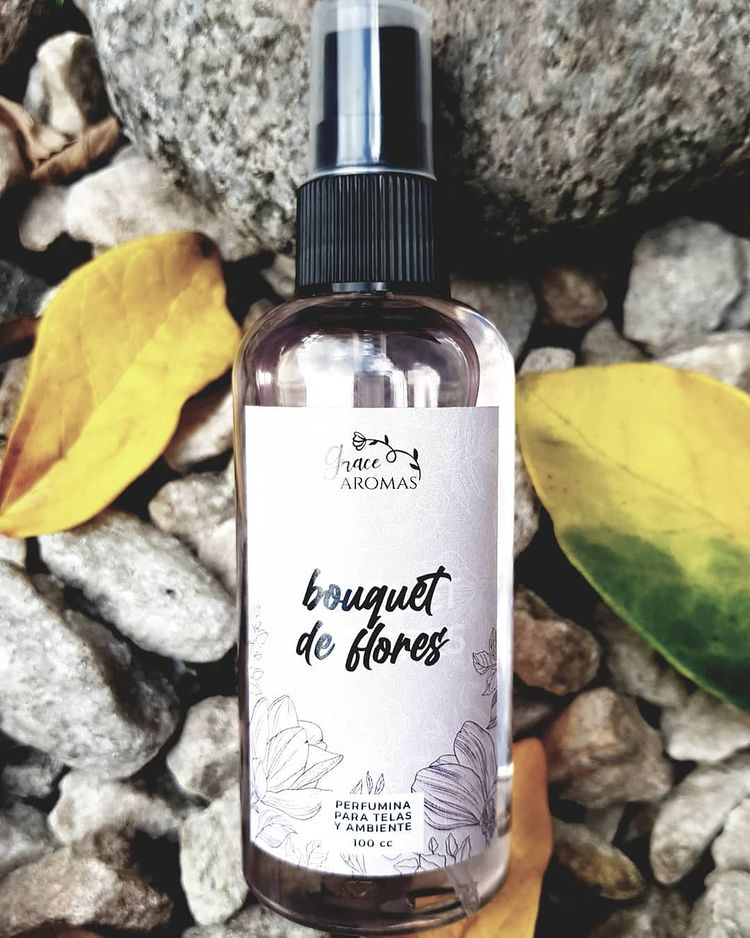 grace
AROMAS
bouquet
de flores
PERFUMINA
PARA TELAS
Y AMBIENTE
100 cc